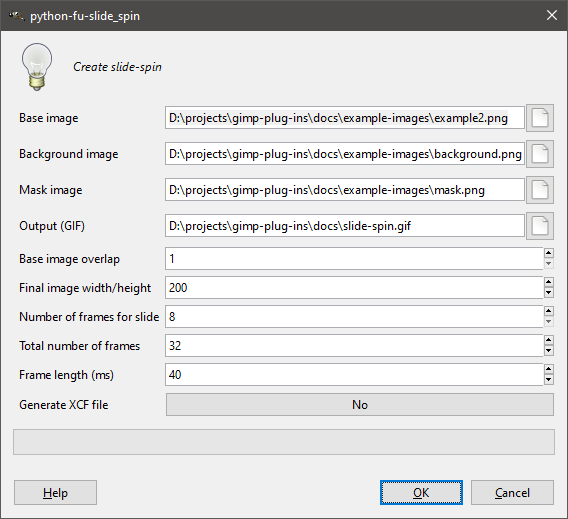 python-fu-slide_spin
Create slide-spin
Base image D:\projects\gimp-plug-ins\docs\example-images\example2.png
Background image D:\projects\gimp-plug-ins\docs\example-images\background.png
Mask image D:\projects\gimp-plug-ins\docs\example-images\mask.png
Output (GIF) D:\projects\gimp-plug-ins\docs\slide-spin.gif
Base image overlap 1
Final image width/height 200
Number of frames for slide 8
Total number of frames 32
Frame length (ms) 40
Generate XCF file No
Help OK Cancel